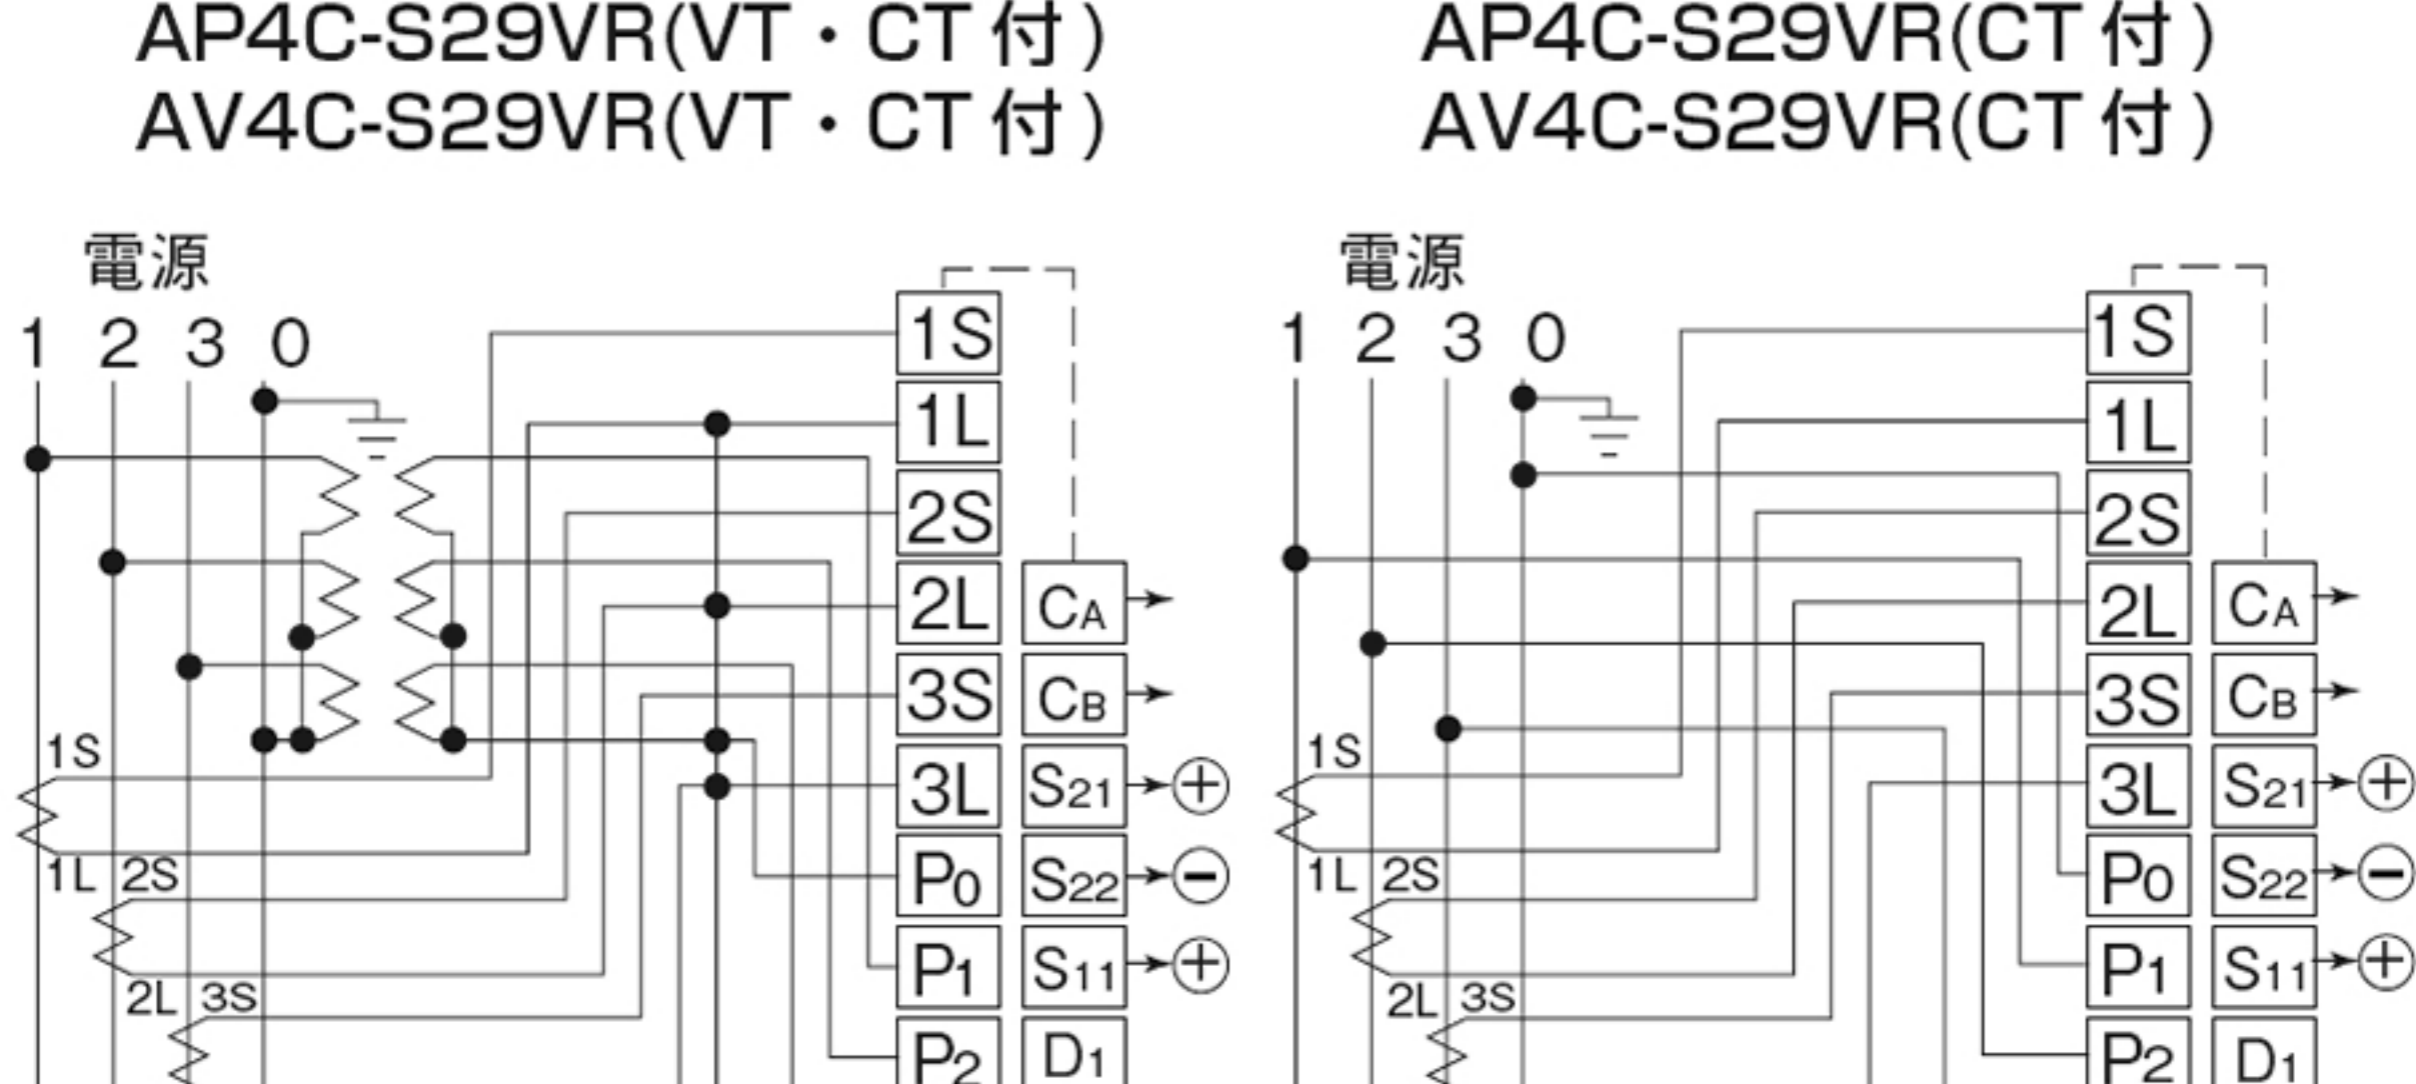 AP4C-S29VR(VT・CT付)
AV4C-S29VR(VT・CT付)
電源
1 2 3 0
1S
1L
2S
2L CA
3S CB
3L S21 +
P0 S22 −
P1 S11 +
P2 D1
1S
1L 2S
2L 3S
AP4C-S29VR(CT付)
AV4C-S29VR(CT付)
電源
1 2 3 0
1S
1L
2S
2L CA
3S CB
3L S21 +
P0 S22 −
P1 S11 +
P2 D1
1S
1L 2S
2L 3S